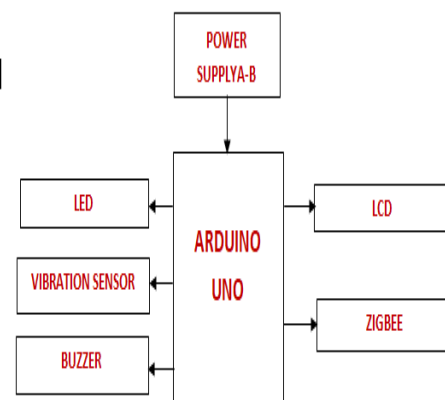 POWER
SUPPLYA-B
LED
ARDUINO
UNO
LCD
VIBRATION SENSOR
ZIGBEE
BUZZER